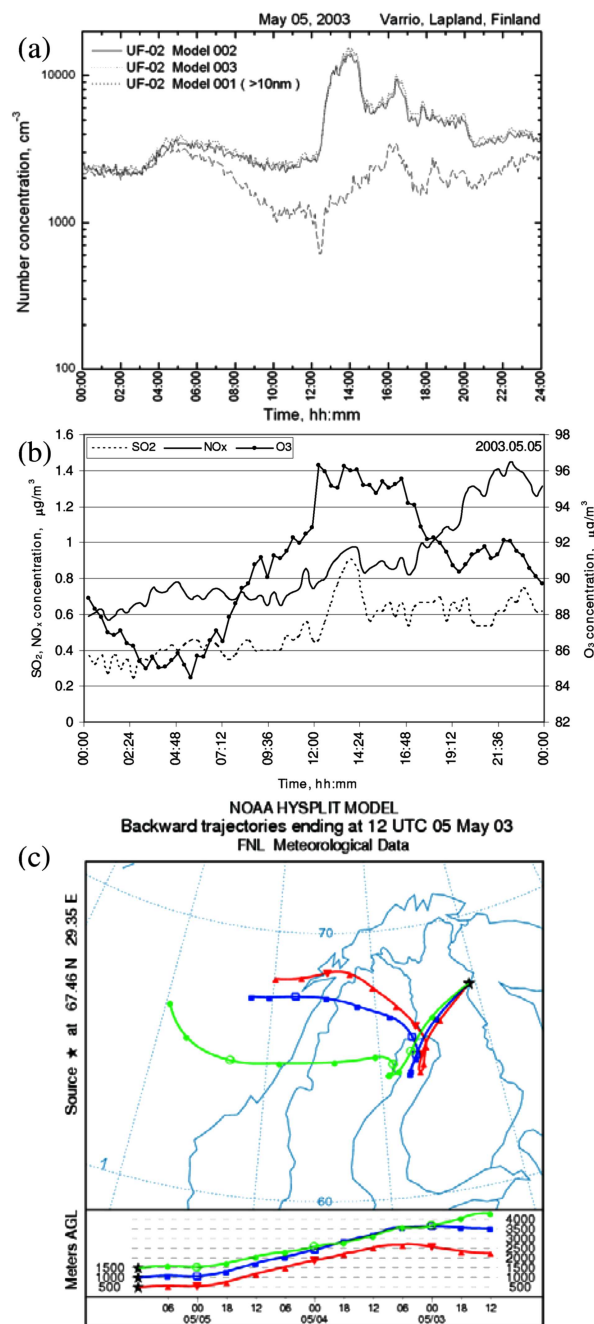 (a)
May 05, 2003 Varrio, Lapland, Finland
UF-02 Model 002
UF-02 Model 003
UF-02 Model 001 ( >10nm )
Number concentration, cm-3
10000
1000
100
00:00 02:00 04:00 06:00 08:00 10:00 12:00 14:00 16:00 18:00 20:00 22:00 24:00
Time, hh:mm
(b)
SO2 NOx O3
2003.05.05
SO2, NOx concentration, µg/m3
1.6
1.4
1.2
1
0.8
0.6
0.4
0.2
0
98
96
94
92
90
88
86
84
82
O3 concentration, µg/m3
00:00 02:24 04:48 07:12 09:36 12:00 14:24 16:48 19:12 21:36 00:00
Time, hh:mm
(c)
NOAA HYSPLIT MODEL
Backward trajectories ending at 12 UTC 05 May 03
FNL Meteorological Data
Source ★ at 67.46 N 29.35 E
70
60
1
Meters AGL
1500
1000
500
4000
3500
3000
2500
2000
1500
1000
500
06 00 18 12 06 00 18 12 06 00 18 12
05/05 05/04 05/03